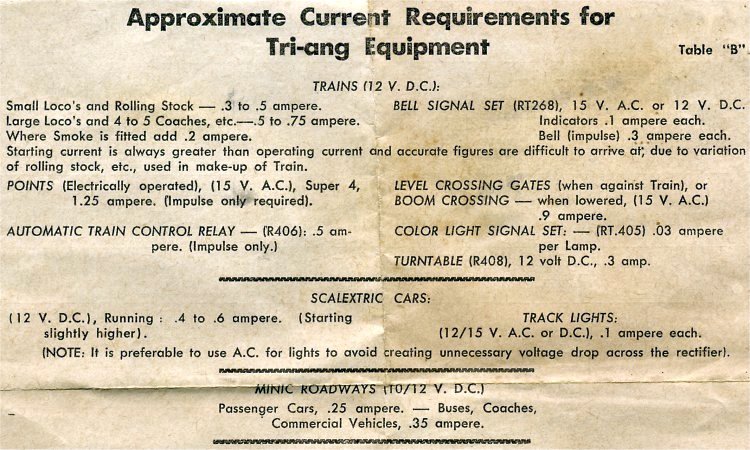 Approximate Current Requirements for
Tri-ang Equipment
Table "B"
TRAINS (12 V. D.C.):
Small Loco's and Rolling Stock — .3 to .5 ampere.
Large Loco's and 4 to 5 Coaches, etc.—.5 to .75 ampere.
Where Smoke is fitted add .2 ampere.
BELL SIGNAL SET (RT268), 15 V. A.C. or 12 V. D.C.
Indicators .1 ampere each.
Bell (impulse) .3 ampere each.
Starting current is always greater than operating current and accurate figures are difficult to arrive at; due to variation
of rolling stock, etc., used in make-up of Train.
POINTS (Electrically operated), (15 V. A.C.), Super 4,
1.25 ampere. (Impulse only required).
AUTOMATIC TRAIN CONTROL RELAY — (R406): .5 am-
pere. (Impulse only.)
LEVEL CROSSING GATES (when against Train), or
BOOM CROSSING — when lowered, (15 V. A.C.)
.9 ampere.
COLOR LIGHT SIGNAL SET: — (RT.405) .03 ampere
per Lamp.
TURNTABLE (R408), 12 volt D.C., .3 amp.
SCALEXTRIC CARS:
(12 V. D.C.), Running : .4 to .6 ampere. (Starting
slightly higher).
TRACK LIGHTS:
(12/15 V. A.C. or D.C.), .1 ampere each.
(NOTE: It is preferable to use A.C. for lights to avoid creating unnecessary voltage drop across the rectifier).
MINIC ROADWAYS (10/12 V. D.C.)
Passenger Cars, .25 ampere. — Buses, Coaches,
Commercial Vehicles, .35 ampere.